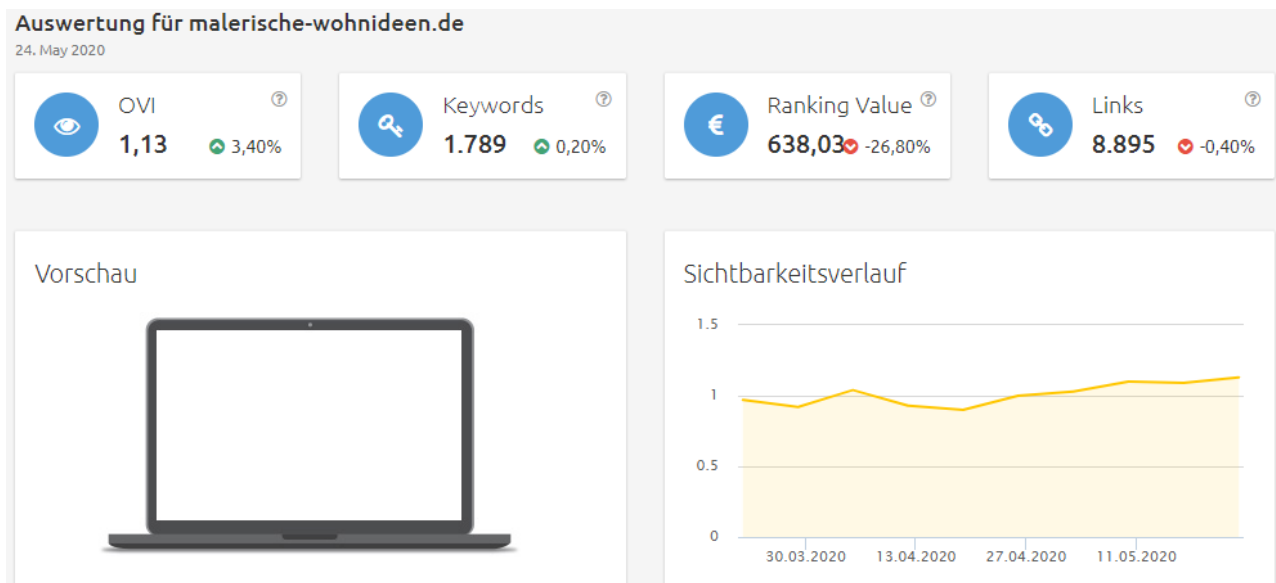 Auswertung für malerische-wohnideen.de
24. May 2020
OVI
1,13 3,40%
Keywords
1.789 0,20%
Ranking Value
638,03 -26,80%
Links
8.895 -0,40%
Vorschau
Sichtbarkeitsverlauf
1.5
1
0.5
0
30.03.2020 13.04.2020 27.04.2020 11.05.2020